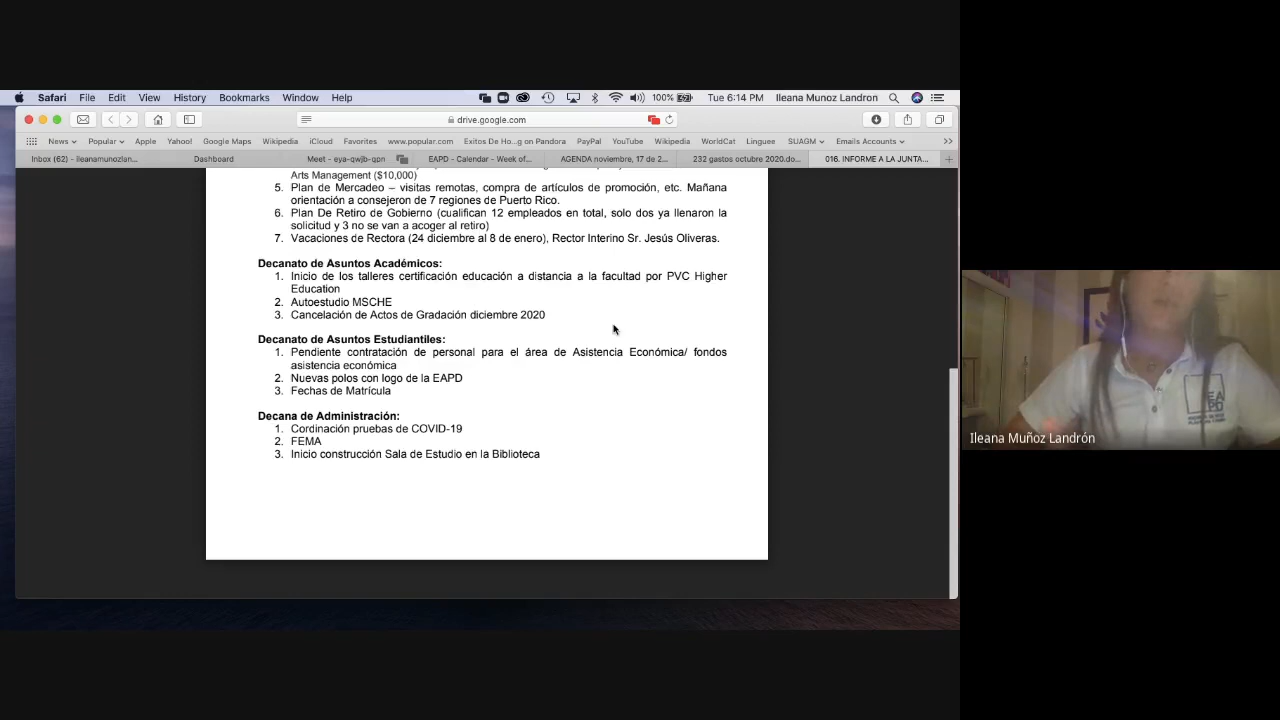 Safari File Edit View History Bookmarks Window Help 100% Tue 6:14 PM Ileana Munoz Landron
drive.google.com
News Popular Apple Yahoo! Google Maps Wikipedia iCloud Favorites www.popular.com Exitos De Ho...g on Pandora PayPal YouTube Wikipedia WorldCat Linguee SUAGM Emails Accounts
Inbox (62) - ileanamunozlan... Dashboard Meet - eya-qwjb-qpn EAPD - Calendar - Week of... AGENDA noviembre, 17 de 2... 232 gastos octubre 2020.do... 016. INFORME A LA JUNTA...
Arts Management ($10,000)
5. Plan de Mercadeo – visitas remotas, compra de artículos de promoción, etc. Mañana
orientación a consejeron de 7 regiones de Puerto Rico.
6. Plan De Retiro de Gobierno (cualifican 12 empleados en total, solo dos ya llenaron la
solicitud y 3 no se van a acoger al retiro)
7. Vacaciones de Rectora (24 diciembre al 8 de enero), Rector Interino Sr. Jesús Oliveras.
Decanato de Asuntos Académicos:
1. Inicio de los talleres certificación educación a distancia a la facultad por PVC Higher
Education
2. Autoestudio MSCHE
3. Cancelación de Actos de Gradación diciembre 2020
Decanato de Asuntos Estudiantiles:
1. Pendiente contratación de personal para el área de Asistencia Económica/ fondos
asistencia económica
2. Nuevas polos con logo de la EAPD
3. Fechas de Matrícula
Decana de Administración:
1. Cordinación pruebas de COVID-19
2. FEMA
3. Inicio construcción Sala de Estudio en la Biblioteca
EA
PD
Ileana Muñoz Landrón